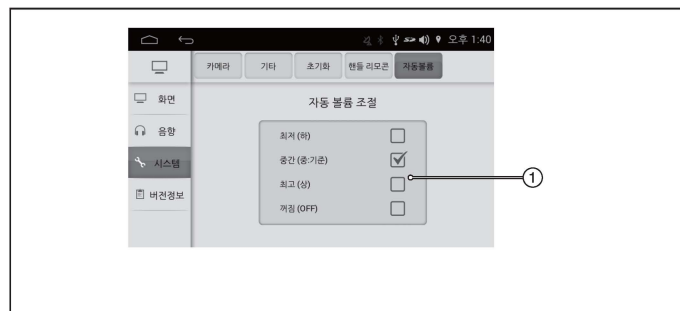 오후 1:40
카메라 기타 초기화 핸들 리모콘 자동볼륨
화면
음향
시스템
버전정보
자동 볼륨 조절
최저 (하)
중간 (중:기준)
최고 (상)
꺼짐 (OFF)
1